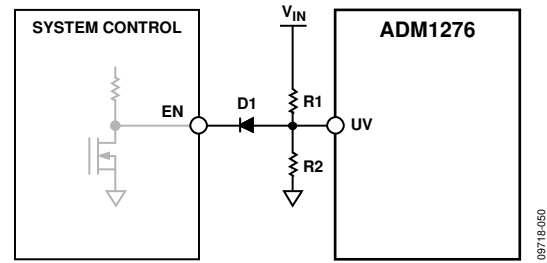 SYSTEM CONTROL
VIN
ADM1276
EN
D1
R1
UV
R2
09718-050